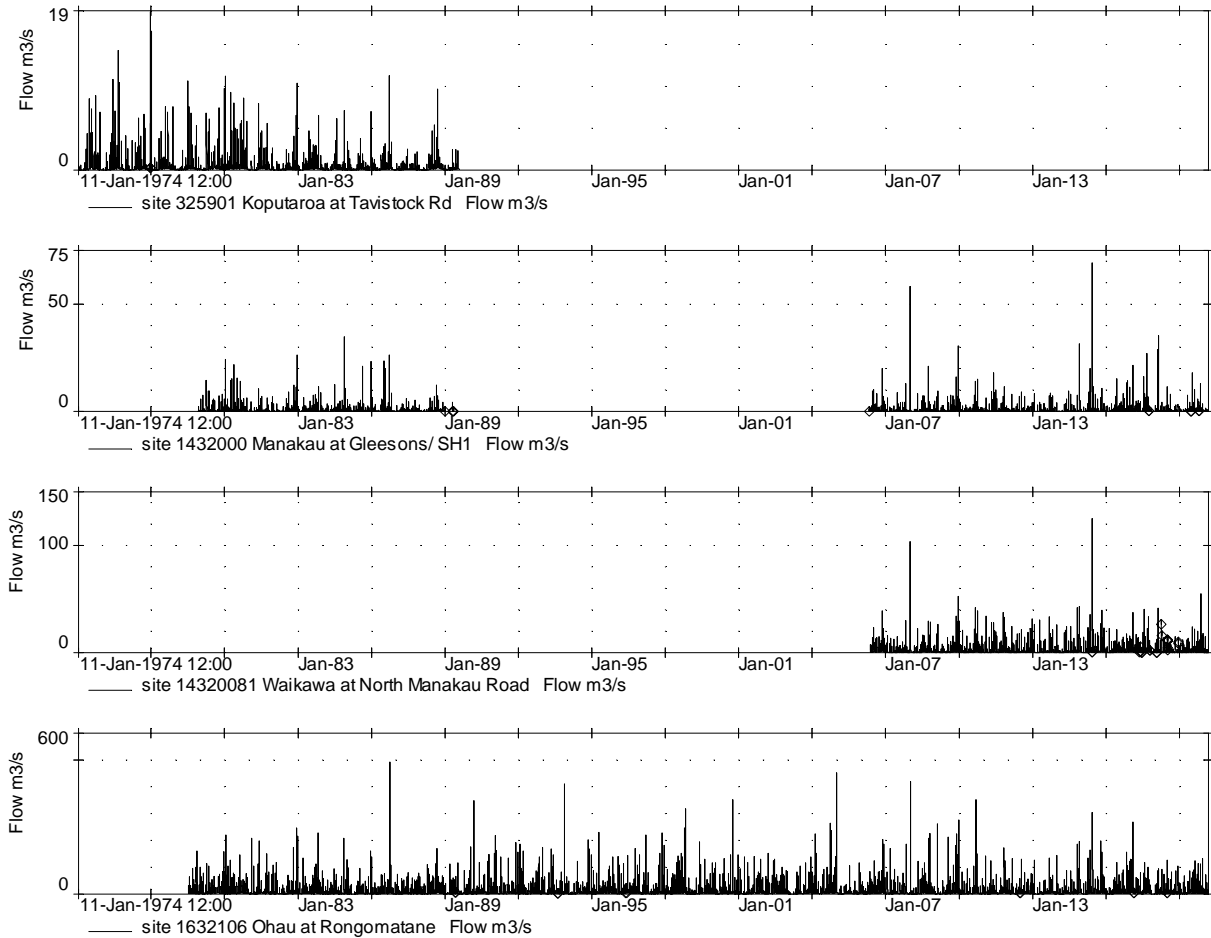 19
Flow m3/s
0
11-Jan-1974 12:00 Jan-83 Jan-89 Jan-95 Jan-01 Jan-07 Jan-13
site 325901 Koputaroa at Tavistock Rd Flow m3/s
75
50
Flow m3/s
0
11-Jan-1974 12:00 Jan-83 Jan-89 Jan-95 Jan-01 Jan-07 Jan-13
site 1432000 Manakau at Gleesons/ SH1 Flow m3/s
150
100
Flow m3/s
0
11-Jan-1974 12:00 Jan-83 Jan-89 Jan-95 Jan-01 Jan-07 Jan-13
site 14320081 Waikawa at North Manakau Road Flow m3/s
600
Flow m3/s
0
11-Jan-1974 12:00 Jan-83 Jan-89 Jan-95 Jan-01 Jan-07 Jan-13
site 1632106 Ohau at Rongomatane Flow m3/s